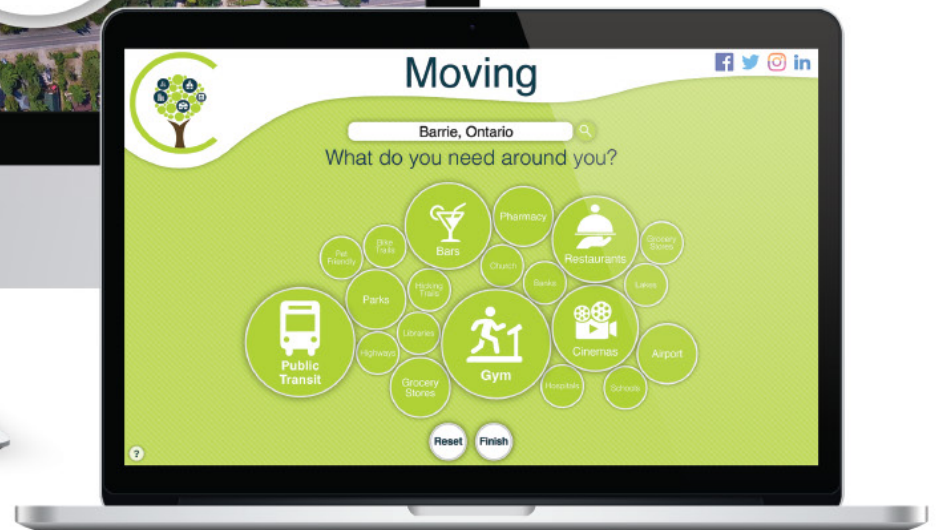 Moving
Barrie, Ontario
What do you need around you?
Bars
Pharmacy
Restaurants
Grocery
Stores
Pet
Friendly
Bike
Trails
Church
Banks
Lakes
Parks
Hiking
Trails
Public
Transit
Highways
Libraries
Grocery
Stores
Gym
Cinemas
Airport
Hospitals
Schools
Reset
Finish
?
f
in